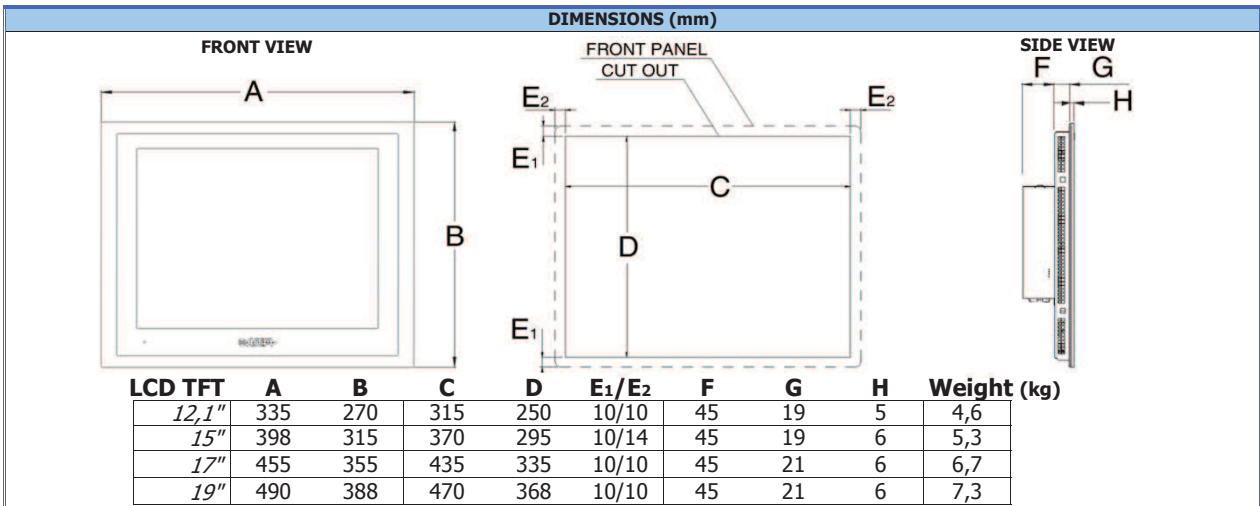 DIMENSIONS (mm)
FRONT VIEW
A
B
FRONT PANEL
CUT OUT
E2
E2
E1
C
D
E1
SIDE VIEW
F
G
H
LCD TFT A B C D E1/E2 F G H Weight (kg)
12,1" 335 270 315 250 10/10 45 19 5 4,6
15" 398 315 370 295 10/14 45 19 6 5,3
17" 455 355 435 335 10/10 45 21 6 6,7
19" 490 388 470 368 10/10 45 21 6 7,3